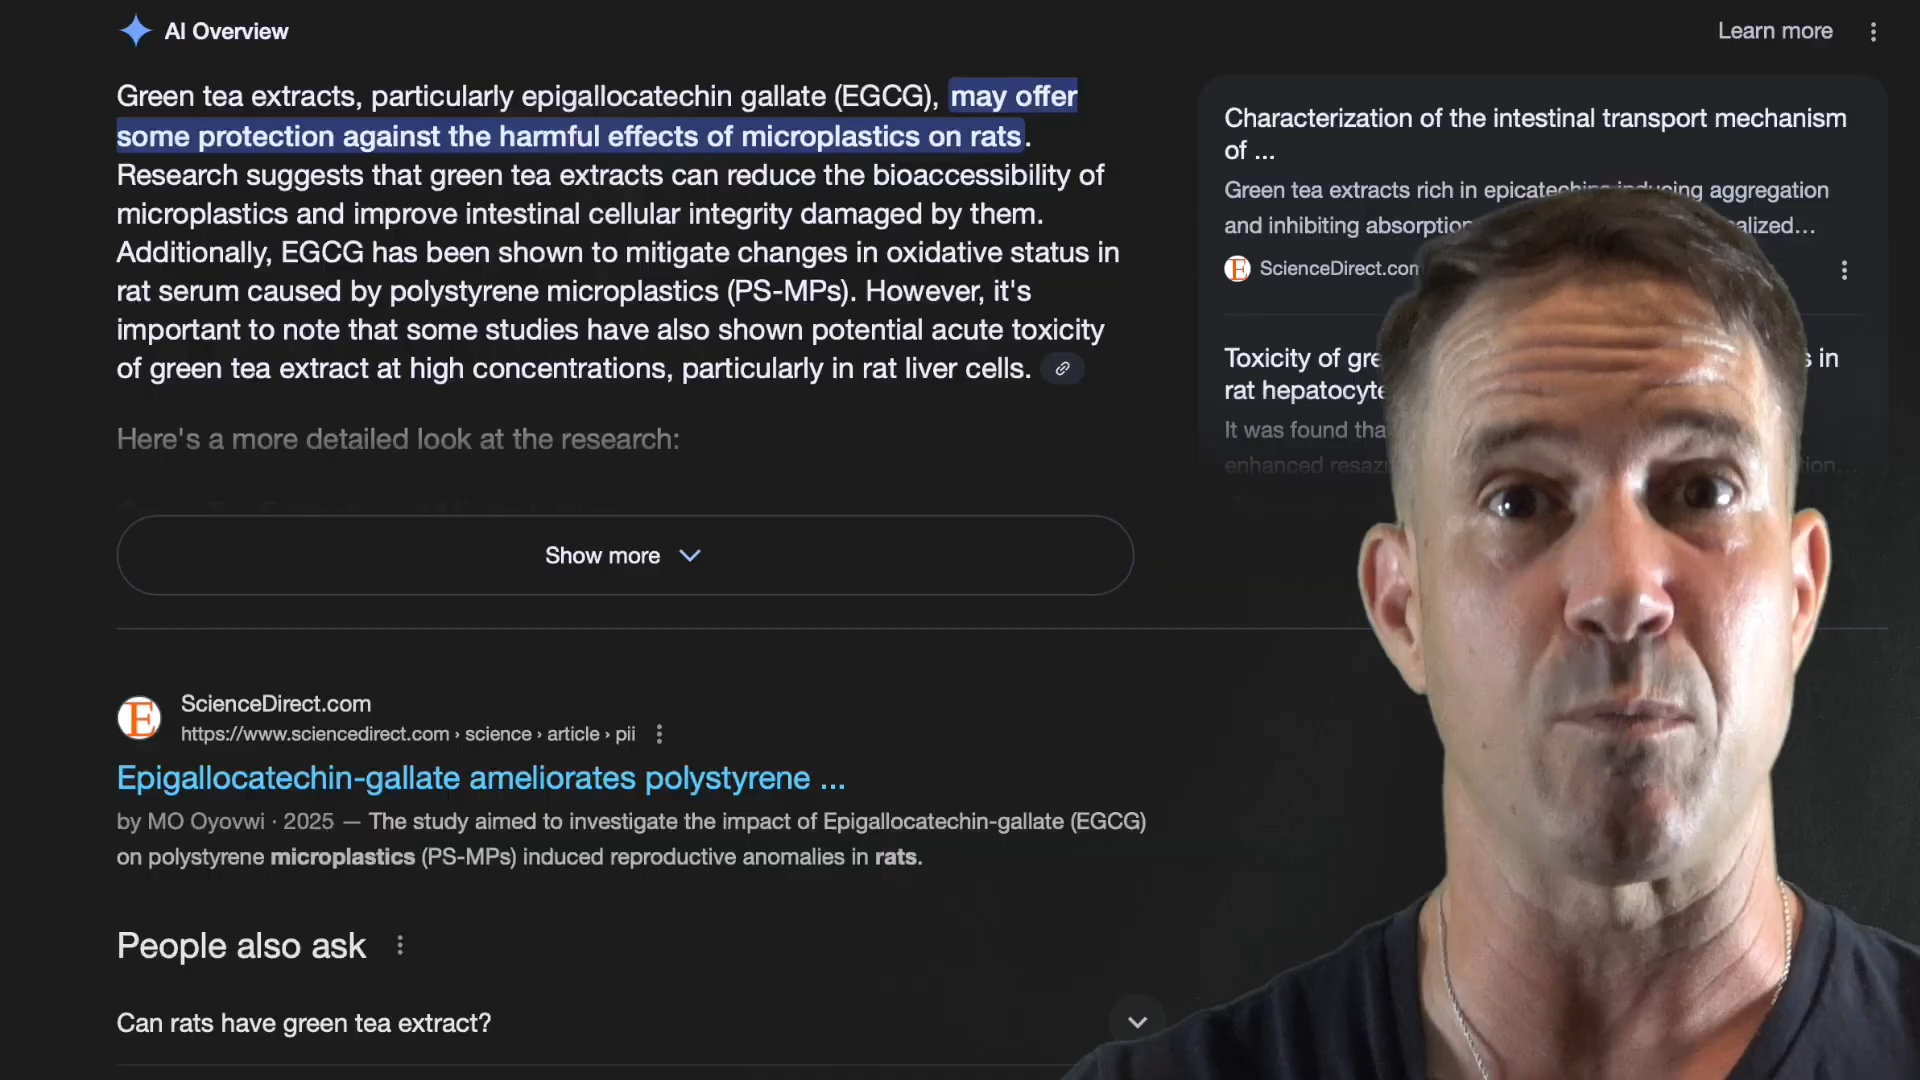 AI Overview
Learn more
Green tea extracts, particularly epigallocatechin gallate (EGCG), may offer
some protection against the harmful effects of microplastics on rats.
Research suggests that green tea extracts can reduce the bioaccessibility of
microplastics and improve intestinal cellular integrity damaged by them.
Additionally, EGCG has been shown to mitigate changes in oxidative status in
rat serum caused by polystyrene microplastics (PS-MPs). However, it's
important to note that some studies have also shown potential acute toxicity
of green tea extract at high concentrations, particularly in rat liver cells.
Here's a more detailed look at the research:
Show more
Characterization of the intestinal transport mechanism
of ...
Green tea extracts rich in epicatechins inducing aggregation
and inhibiting absorption
ScienceDirect.com
Toxicity of
in
rat
It was found
enhanced
ScienceDirect.com
https://www.sciencedirect.com › science › article › pii
Epigallocatechin-gallate ameliorates polystyrene ...
by MO Oyovwi · 2025 — The study aimed to investigate the impact of Epigallocatechin-gallate (EGCG)
on polystyrene microplastics (PS-MPs) induced reproductive anomalies in rats.
People also ask
Can rats have green tea extract?